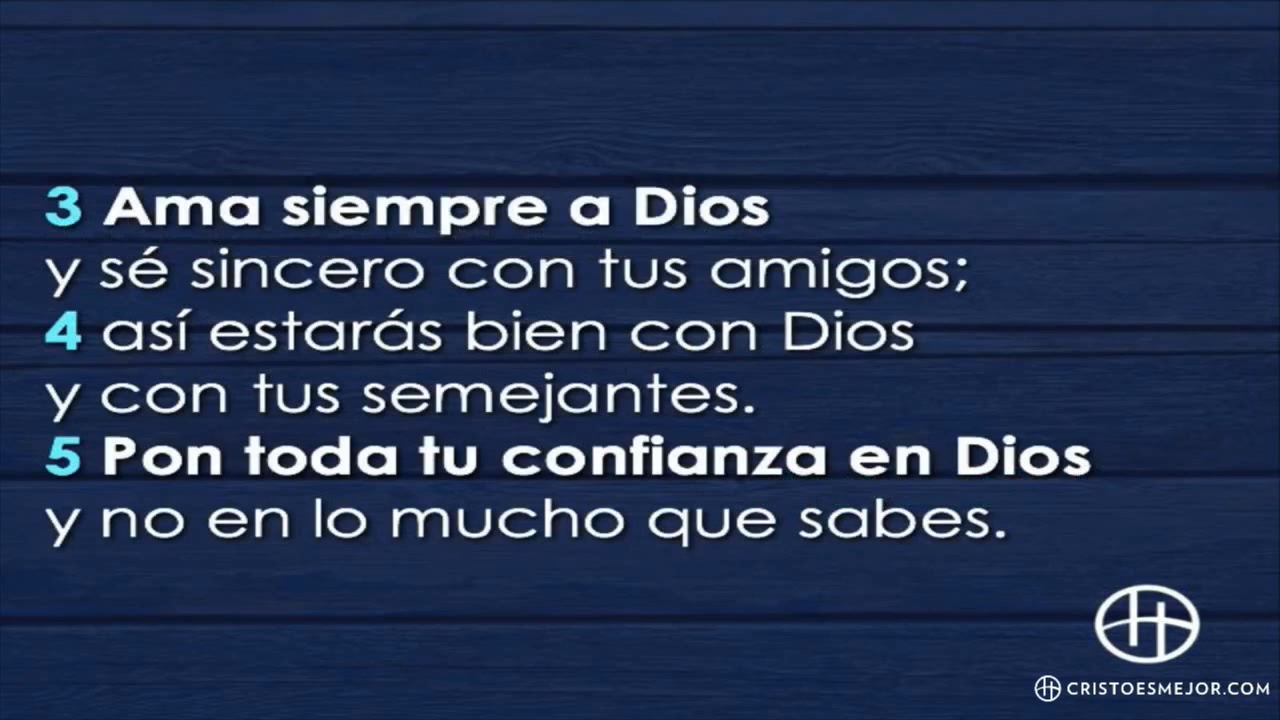 3 Ama siempre a Dios
y sé sincero con tus amigos;
4 así estarás bien con Dios
y con tus semejantes.
5 Pon toda tu confianza en Dios
y no en lo mucho que sabes.
CRISTOESMEJOR.COM